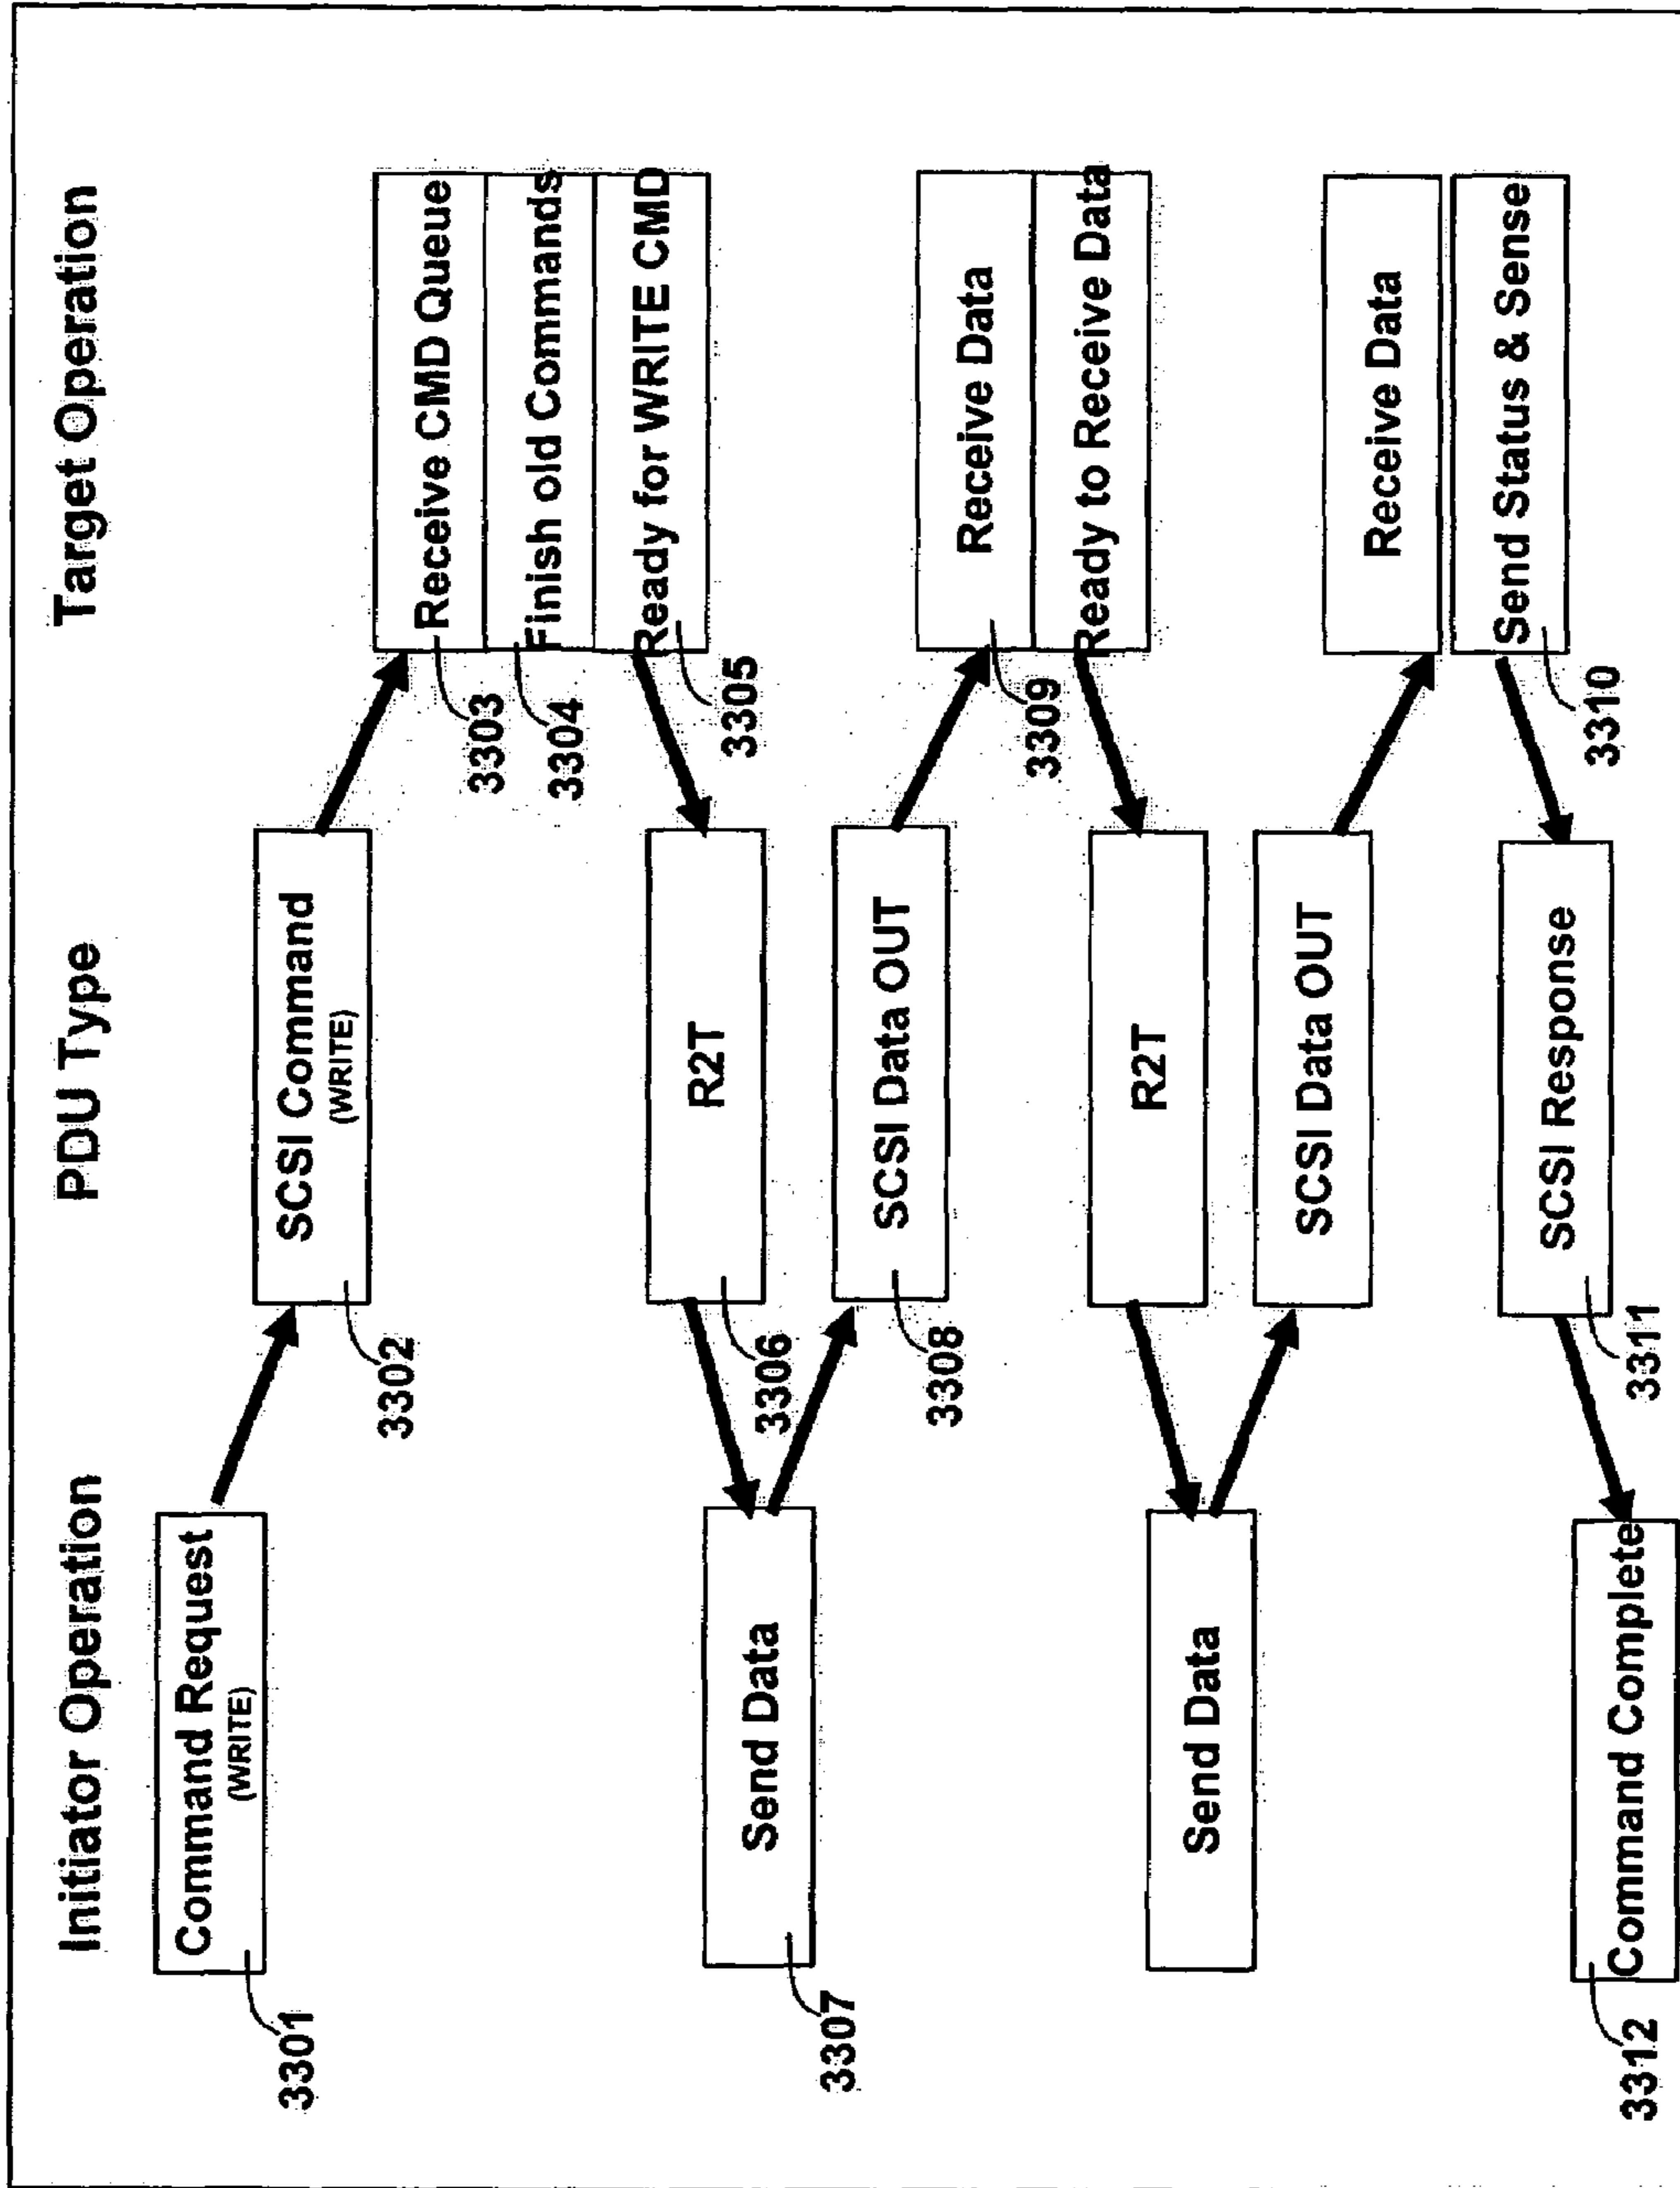 Initiator Operation
PDU Type
Target Operation
Command Request
(WRITE)
3301
SCSI Command
(WRITE)
3302
Receive CMD Queue
3303
Finish old Commands
3304
Ready for WRITE CMD
3305
R2T
3306
Send Data
3307
SCSI Data OUT
3308
Receive Data
3309
Ready to Receive Data
R2T
Send Data
SCSI Data OUT
Receive Data
Send Status & Sense
3310
SCSI Response
3311
Command Complete
3312